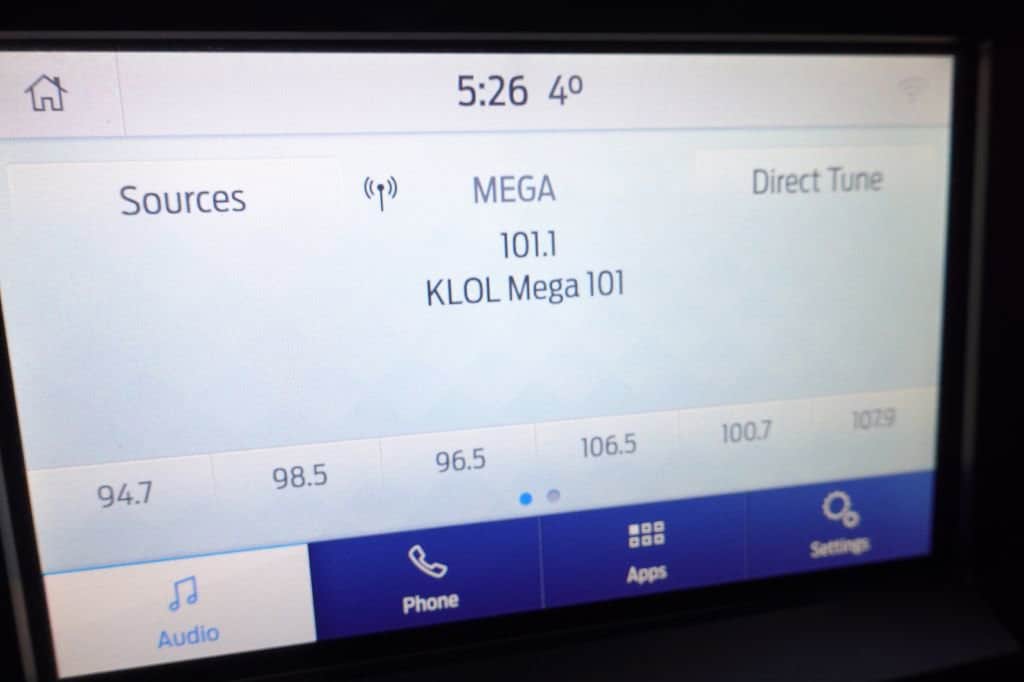 5:26 4º
Sources
MEGA
Direct Tune
101.1
KLOL Mega 101
94.7
98.5
96.5
106.5
100.7
107.9
Audio
Phone
Apps
Settings